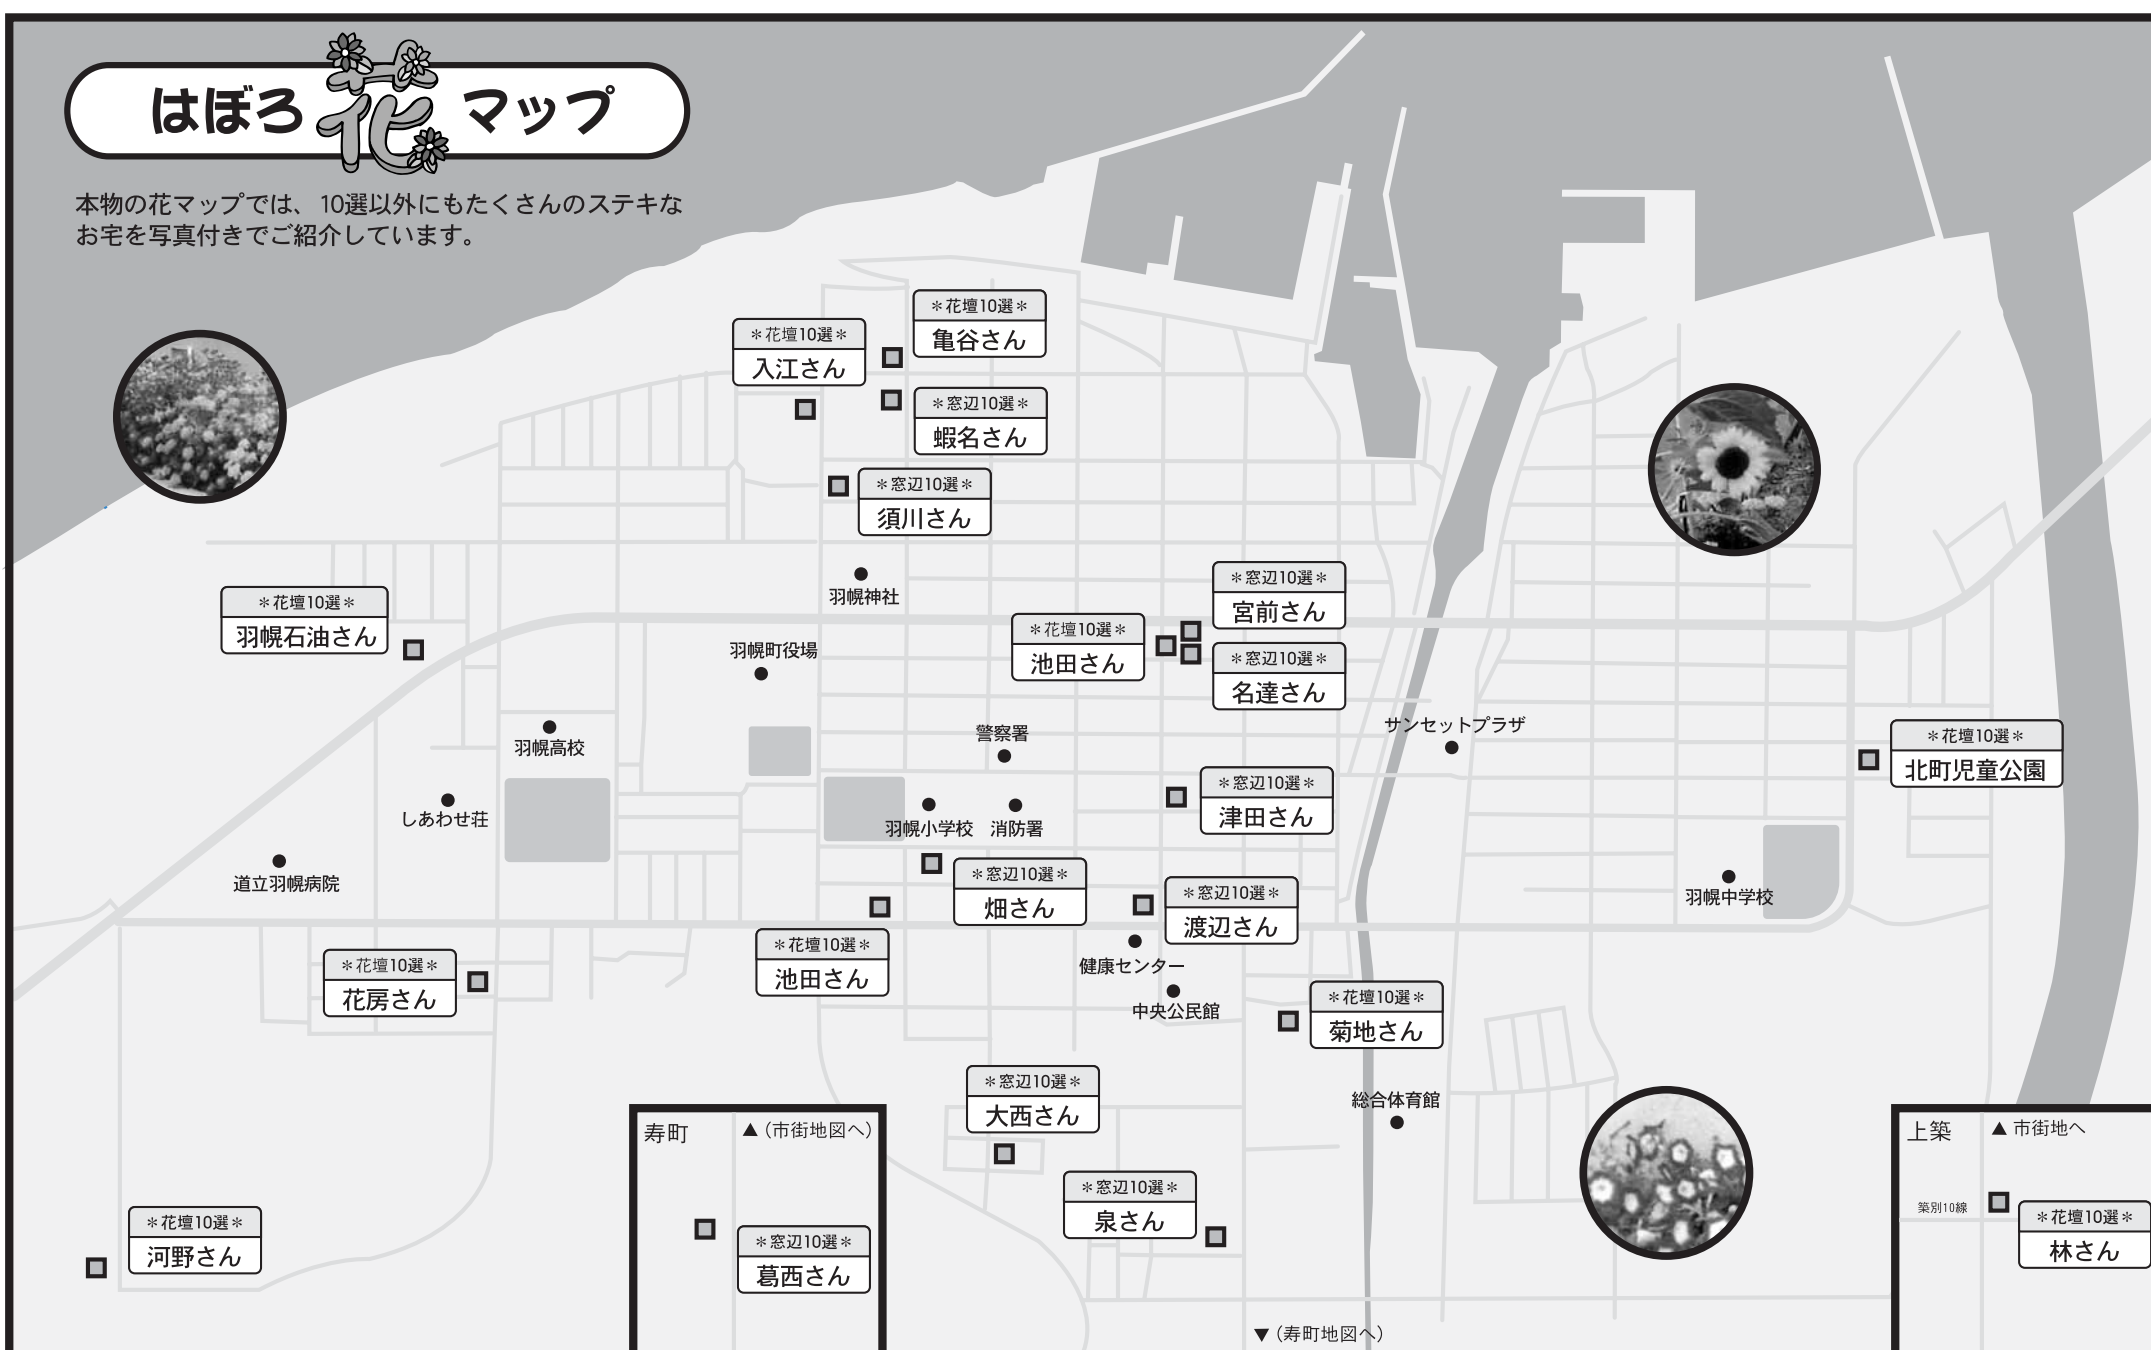 はぼろ花マップ
本物の花マップでは、10選以外にもたくさんのステキな
お宅を写真付きでご紹介しています。
＊花壇10選＊
亀谷さん
＊花壇10選＊
入江さん
＊窓辺10選＊
蝦名さん
＊窓辺10選＊
須川さん
羽幌神社
＊窓辺10選＊
宮前さん
＊花壇10選＊
羽幌石油さん
＊花壇10選＊
池田さん
羽幌町役場
＊窓辺10選＊
名達さん
サンセットプラザ
警察署
羽幌高校
＊花壇10選＊
北町児童公園
＊窓辺10選＊
津田さん
しあわせ荘
羽幌小学校
消防署
道立羽幌病院
＊窓辺10選＊
畑さん
＊窓辺10選＊
渡辺さん
羽幌中学校
＊花壇10選＊
池田さん
＊花壇10選＊
花房さん
健康センター
中央公民館
＊花壇10選＊
菊地さん
＊窓辺10選＊
大西さん
総合体育館
寿町
▲（市街地図へ）
上築
▲ 市街地へ
＊窓辺10選＊
泉さん
築別10線
＊花壇10選＊
林さん
＊花壇10選＊
河野さん
＊窓辺10選＊
葛西さん
▼（寿町地図へ）